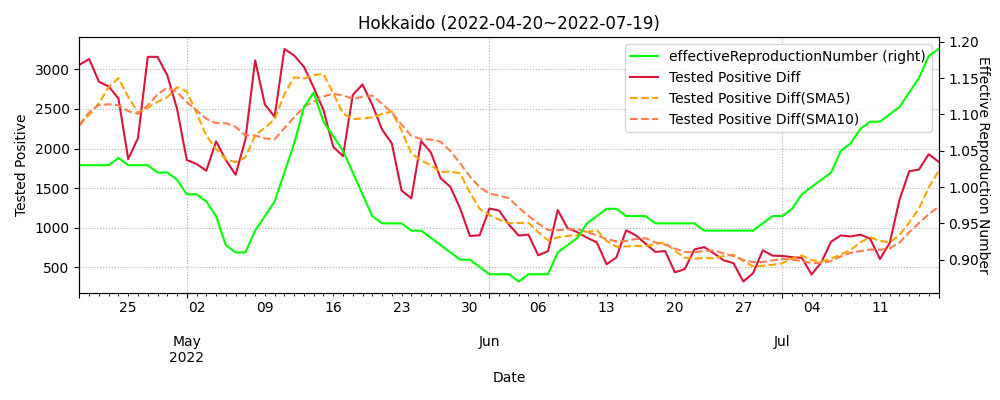 Hokkaido (2022-04-20~2022-07-19)
effectiveReproductionNumber (right)
Tested Positive Diff
Tested Positive Diff(SMA5)
Tested Positive Diff(SMA10)
Tested Positive
3000
2500
2000
1500
1000
500
1.20
1.15
1.10
1.05
1.00
0.95
0.90
Effective Reproduction Number
25 02 09 16 23 30 06 13 20 27 04 11
May Jun Jul
2022
Date